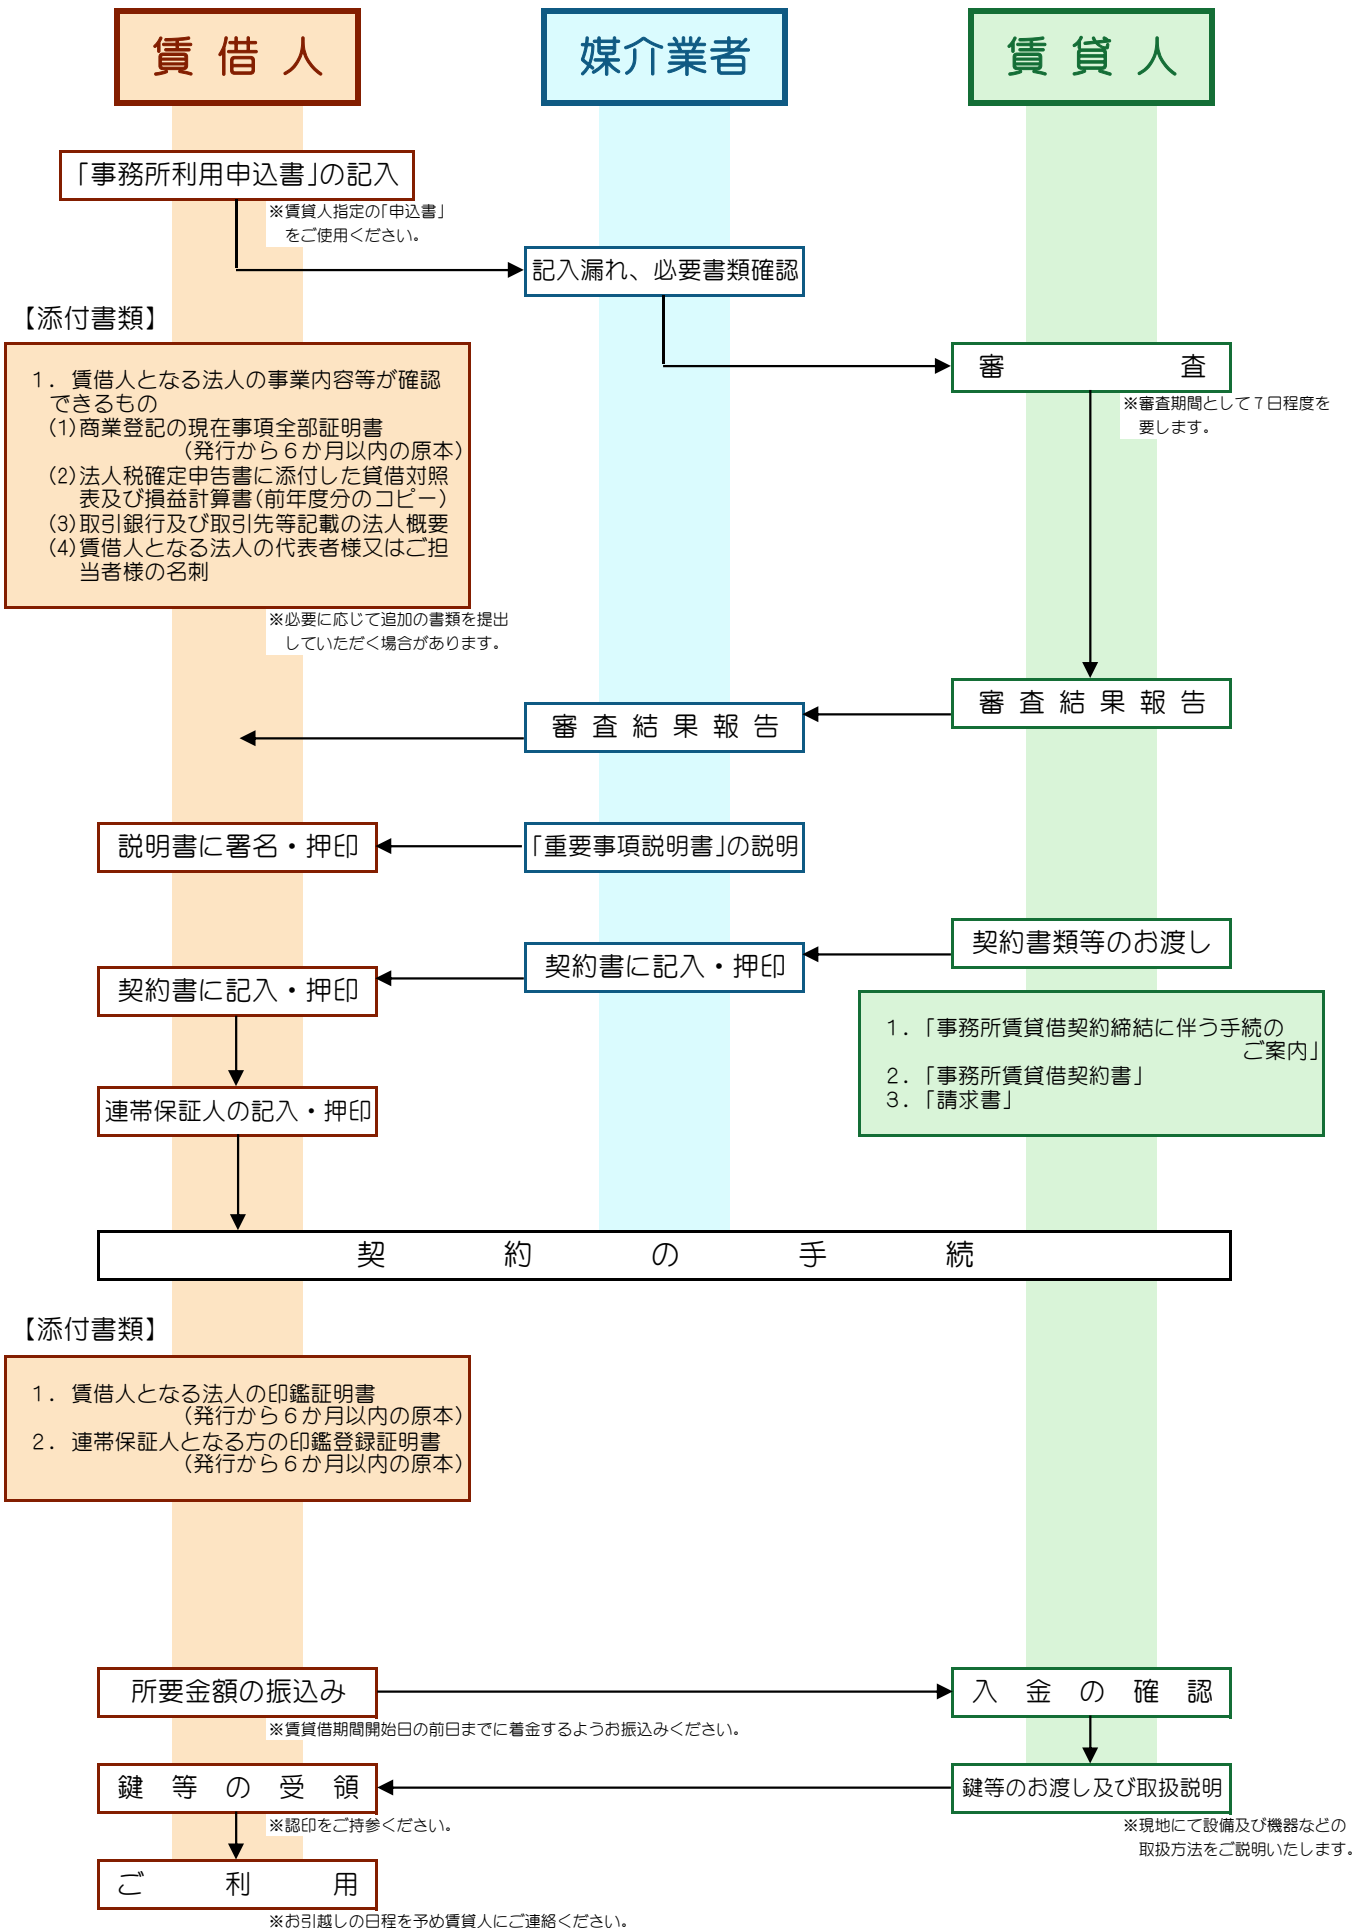 賃借人
媒介業者
賃貸人
「事務所利用申込書」の記入
※賃貸人指定の「申込書」
をご使用ください。
記入漏れ、必要書類確認
【添付書類】
審査
※審査期間として７日程度を
要します。
１．賃借人となる法人の事業内容等が確認
できるもの
(1)商業登記の現在事項全部証明書
（発行から６か月以内の原本）
(2)法人税確定申告書に添付した貸借対照
表及び損益計算書（前年度分のコピー）
(3)取引銀行及び取引先等記載の法人概要
(4)賃借人となる法人の代表者様又はご担
当者様の名刺
※必要に応じて追加の書類を提出
していただく場合があります。
審査結果報告
審査結果報告
説明書に署名・押印
「重要事項説明書」の説明
契約書類等のお渡し
契約書に記入・押印
契約書に記入・押印
１．「事務所賃貸借契約締結に伴う手続の
ご案内」
２．「事務所賃貸借契約書」
３．「請求書」
連帯保証人の記入・押印
契約の手続
【添付書類】
１．賃借人となる法人の印鑑証明書
（発行から６か月以内の原本）
２．連帯保証人となる方の印鑑登録証明書
（発行から６か月以内の原本）
所要金額の振込み
入金の確認
※賃貸借期間開始日の前日までに着金するようお振込みください。
鍵等の受領
鍵等のお渡し及び取扱説明
※認印をご持参ください。
※現地にて設備及び機器などの
取扱方法をご説明いたします。
ご利用
※お引越しの日程を予め賃貸人にご連絡ください。